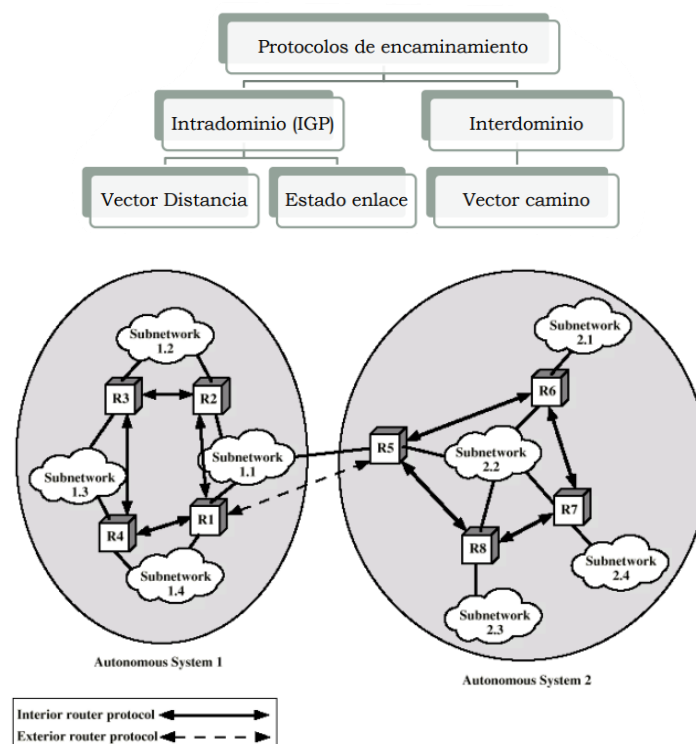 Protocolos de encaminamiento
Intradominio (IGP)
Interdominio
Vector Distancia
Estado enlace
Vector camino
Subnetwork
1.2
R3
R2
Subnetwork
1.1
Subnetwork
1.3
R4
R1
Subnetwork
1.4
Autonomous System 1
Subnetwork
2.1
R6
R5
Subnetwork
2.2
R7
R8
Subnetwork
2.4
Subnetwork
2.3
Autonomous System 2
Interior router protocol
Exterior router protocol